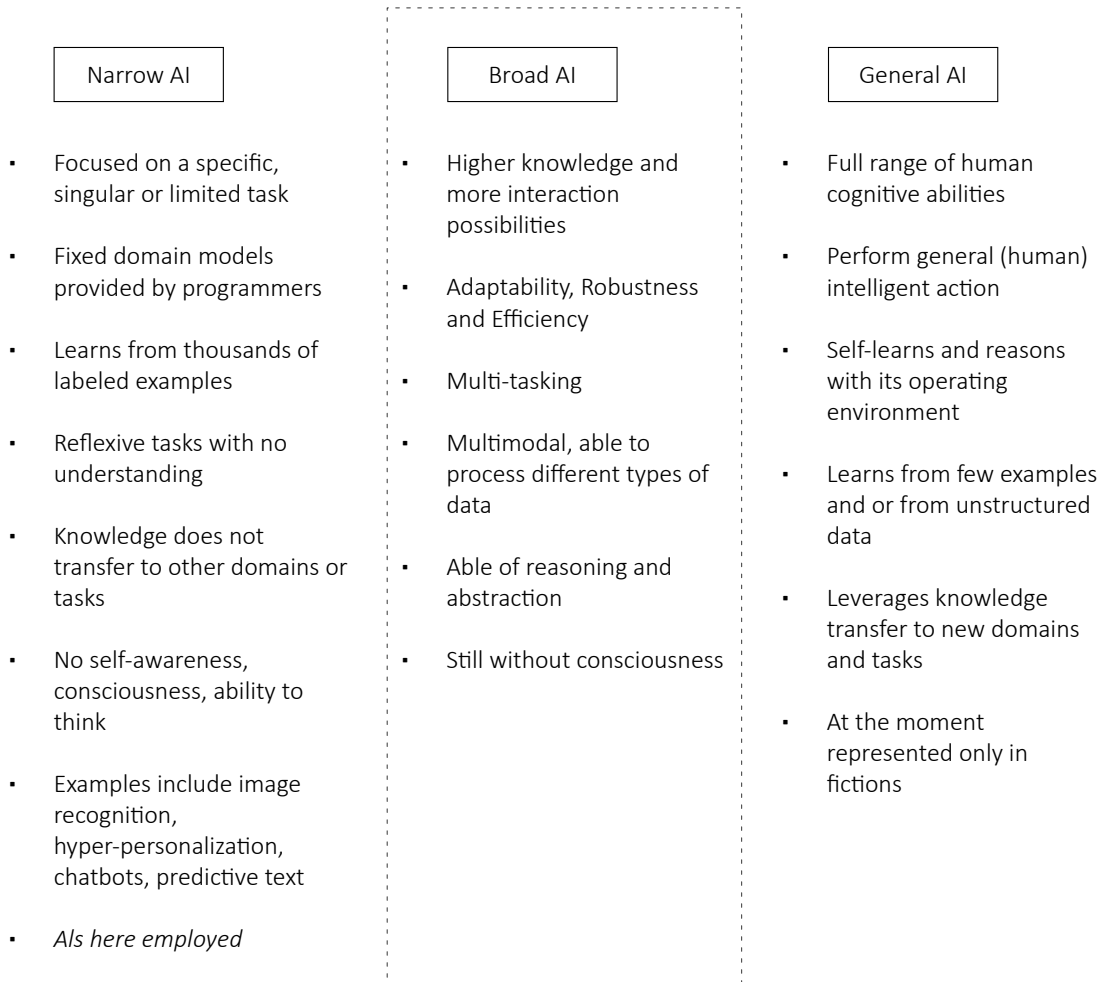 Narrow AI
▪ Focused on a specific,
singular or limited task
▪ Fixed domain models
provided by programmers
▪ Learns from thousands of
labeled examples
▪ Reflexive tasks with no
understanding
▪ Knowledge does not
transfer to other domains or
tasks
▪ No self-awareness,
consciousness, ability to
think
▪ Examples include image
recognition,
hyper-personalization,
chatbots, predictive text
▪ AIs here employed
Broad AI
▪ Higher knowledge and
more interaction
possibilities
▪ Adaptability, Robustness
and Efficiency
▪ Multi-tasking
▪ Multimodal, able to
process different types of
data
▪ Able of reasoning and
abstraction
▪ Still without consciousness
General AI
▪ Full range of human
cognitive abilities
▪ Perform general (human)
intelligent action
▪ Self-learns and reasons
with its operating
environment
▪ Learns from few examples
and or from unstructured
data
▪ Leverages knowledge
transfer to new domains
and tasks
▪ At the moment
represented only in
fictions